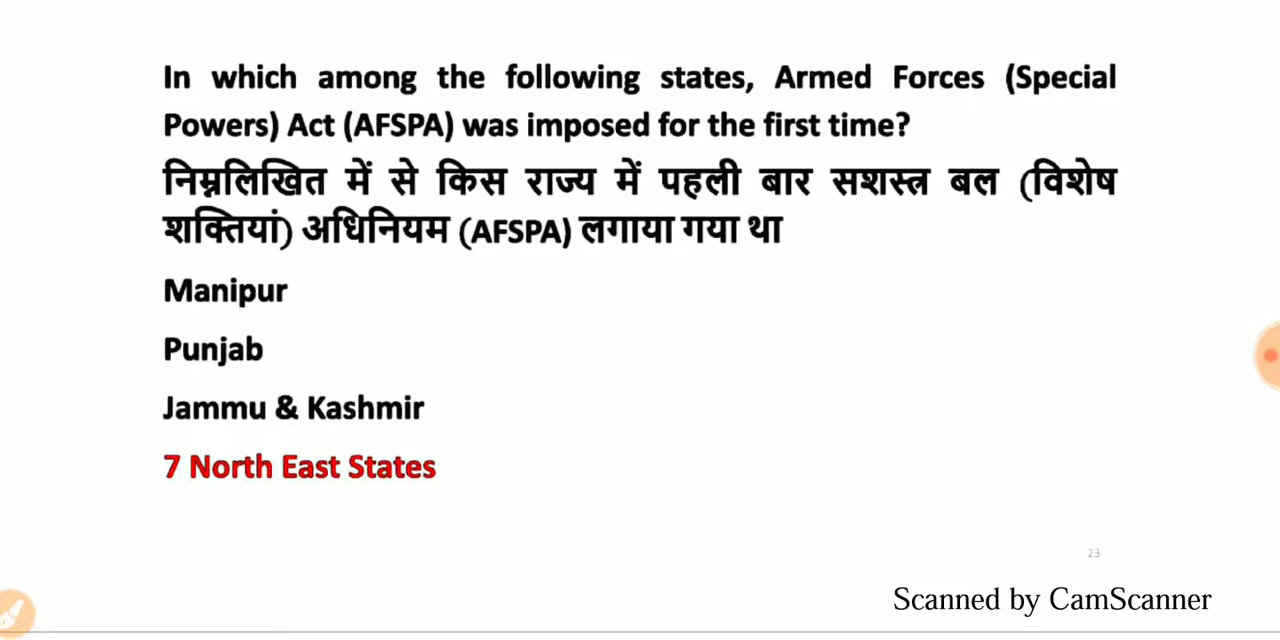 In which among the following states, Armed Forces (Special
Powers) Act (AFSPA) was imposed for the first time?
निम्नलिखित में से किस राज्य में पहली बार सशस्त्र बल (विशेष
शक्तियां) अधिनियम (AFSPA) लगाया गया था
Manipur
Punjab
Jammu & Kashmir
7 North East States
23
Scanned by CamScanner